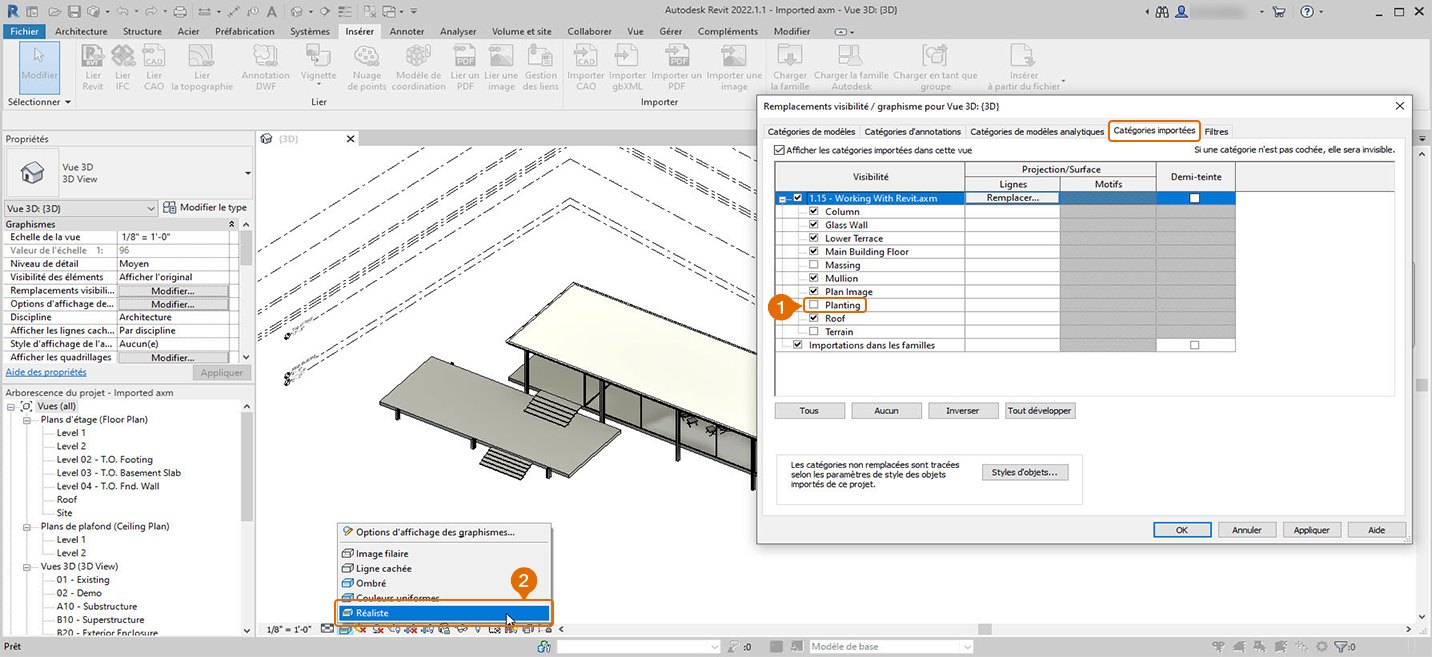 Autodesk Revit 2022.1.1 - Imported axm - Vue 3D: {3D}
Fichier Architecture Structure Acier Préfabrication Systèmes Insérer Annoter Analyser Volume et site Collaborer Vue Gérer Compléments Modifier
Modifier
Lier Revit
Lier IFC
Lier CAO
Lier la topographie
Annotation DWF
Vignette
Nuage de points
Modèle de coordination
Lier un PDF
Lier une image
Gestion des liens
Importer CAO
Importer gbXML
Importer un PDF
Importer une image
Charger la famille
Charger la famille Autodesk
Charger en tant que groupe
Insérer à partir du fichier
Sélectionner
Lier
Importer
Propriétés
Vue 3D
3D View
Vue 3D: {3D}
Modifier le type
Graphismes
Echelle de la vue 1/8" = 1'-0"
Valeur de l'échelle 1: 96
Niveau de détail Moyen
Visibilité des éléments Afficher l'original
Remplacements visibili... Modifier...
Options d'affichage de... Modifier...
Discipline Architecture
Afficher les lignes cach... Par discipline
Style d'affichage de l'a... Aucun(e)
Afficher les quadrillages Modifier...
Aide des propriétés
Appliquer
Arborescence du projet - Imported axm
Vues (all)
Plans d'étage (Floor Plan)
Level 1
Level 2
Level 02 - T.O. Footing
Level 03 - T.O. Basement Slab
Level 04 - T.O. Fnd. Wall
Roof
Site
Plans de plafond (Ceiling Plan)
Level 1
Level 2
Vues 3D (3D View)
01 - Existing
02 - Demo
A10 - Substructure
B10 - Superstructure
B20 - Exterior Enclosure
{3D}
Options d'affichage des graphismes...
Image filaire
Ligne cachée
Ombré
Couleurs uniformes
Réaliste
2
1/8" = 1'-0"
Remplacements visibilité / graphisme pour Vue 3D: {3D}
Catégories de modèles Catégories d'annotations Catégories de modèles analytiques Catégories importées Filtres
Afficher les catégories importées dans cette vue
Si une catégorie n'est pas cochée, elle sera invisible.
Visibilité
Projection/Surface
Lignes
Motifs
Demi-teinte
1.15 - Working With Revit.axm
Remplacer...
Column
Glass Wall
Lower Terrace
Main Building Floor
Massing
Mullion
Plan Image
1
Planting
Roof
Terrain
Importations dans les familles
Tous
Aucun
Inverser
Tout développer
Les catégories non remplacées sont tracées
selon les paramètres de style des objets
importés de ce projet.
Styles d'objets...
OK
Annuler
Appliquer
Aide
Prêt
:0
Modèle de base
:0